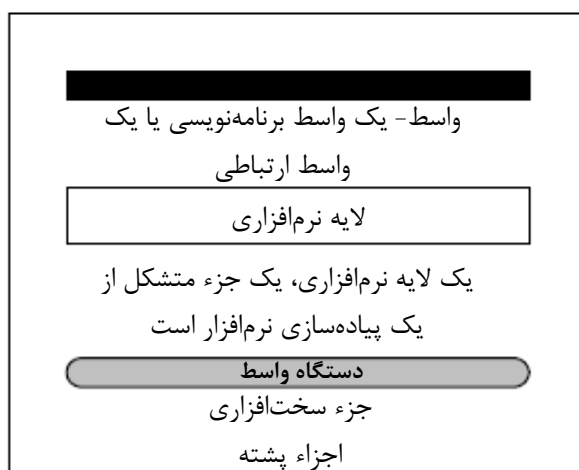 واسط- یک واسط برنامه‌نویسی یا یک
واسط ارتباطی
لایه نرم‌افزاری
یک لایه نرم‌افزاری، یک جزء متشکل از
یک پیاده‌سازی نرم‌افزار است
دستگاه واسط
جزء سخت‌افزاری
اجزاء پشته